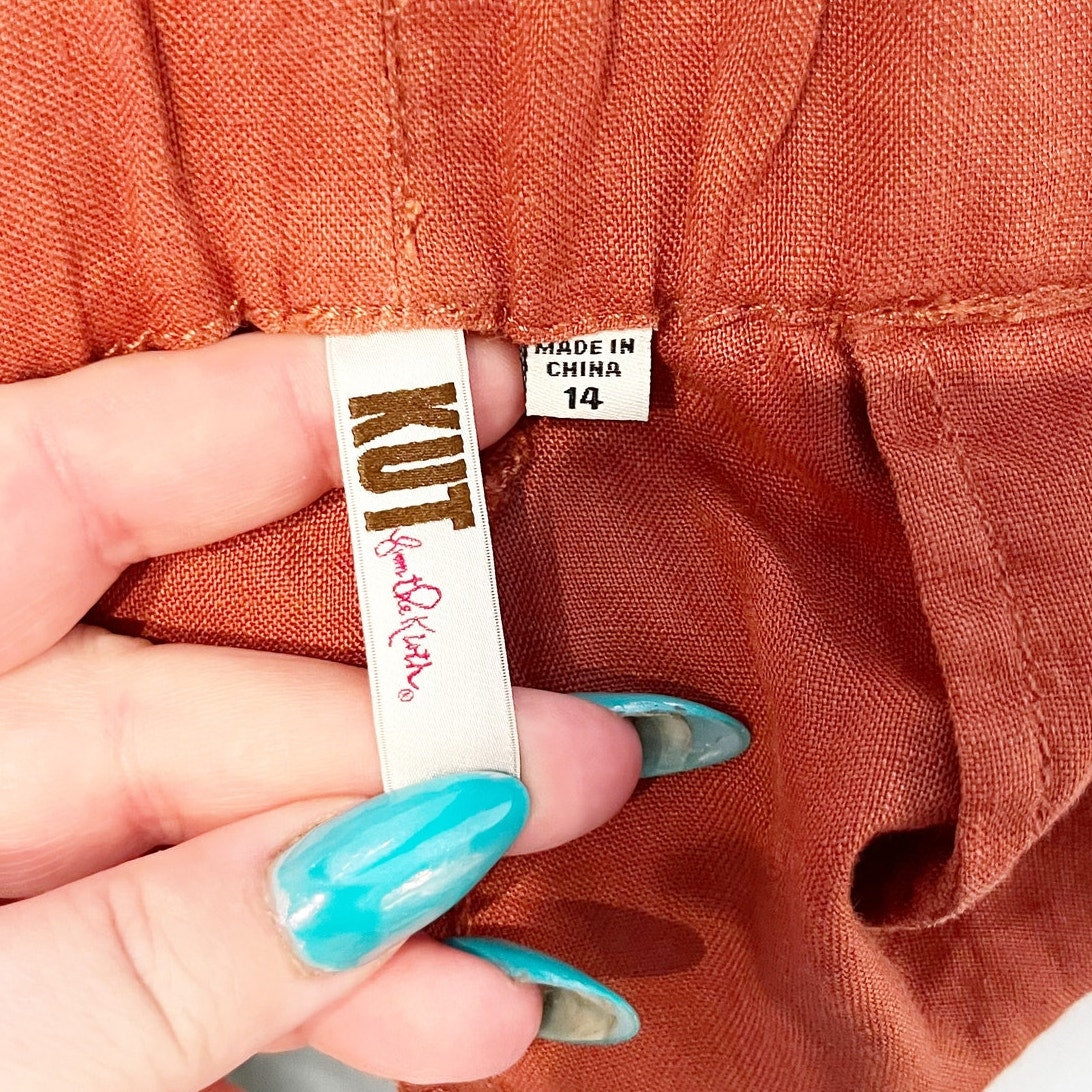 KUT
from the Kloth®
MADE IN
CHINA
14